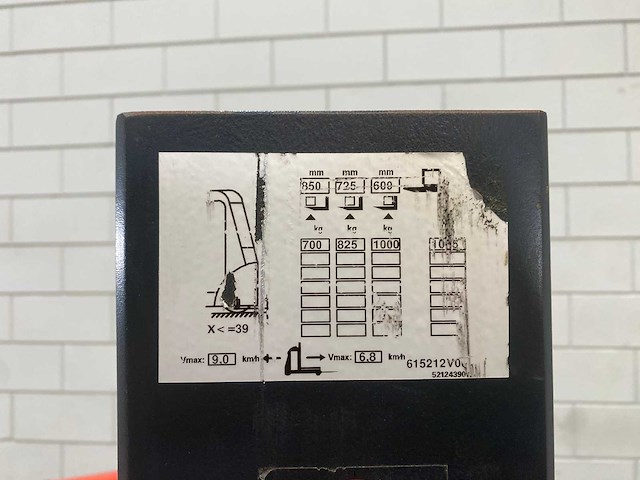 mm mm mm
850 725 600
kg kg kg
700 825 1000
X < =39
Vmax: 9.0 km/h Vmax: 6.8 km/h
615212V0
52124390